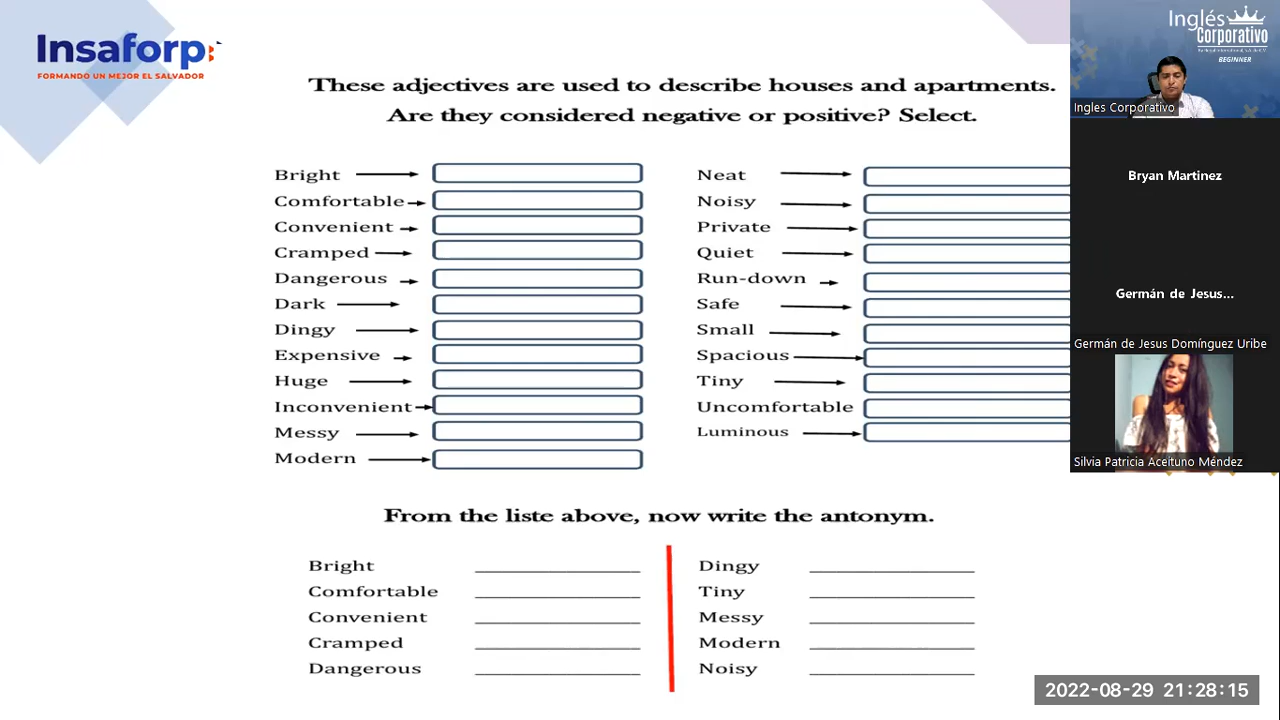 Insaforp
FORMANDO UN MEJOR EL SALVADOR
These adjectives are used to describe houses and apartments.
Are they considered negative or positive? Select.
Bright
Comfortable
Convenient
Cramped
Dangerous
Dark
Dingy
Expensive
Huge
Inconvenient
Messy
Modern
Neat
Noisy
Private
Quiet
Run-down
Safe
Small
Spacious
Tiny
Uncomfortable
Luminous
From the liste above, now write the antonym.
Bright
Comfortable
Convenient
Cramped
Dangerous
Dingy
Tiny
Messy
Modern
Noisy
Inglés
Corporativo
BEGINNER
Ingles Corporativo
Bryan Martinez
Germán de Jesus...
Germán de Jesus Domínguez Uribe
Silvia Patricia Aceituno Méndez
2022-08-29 21:28:15